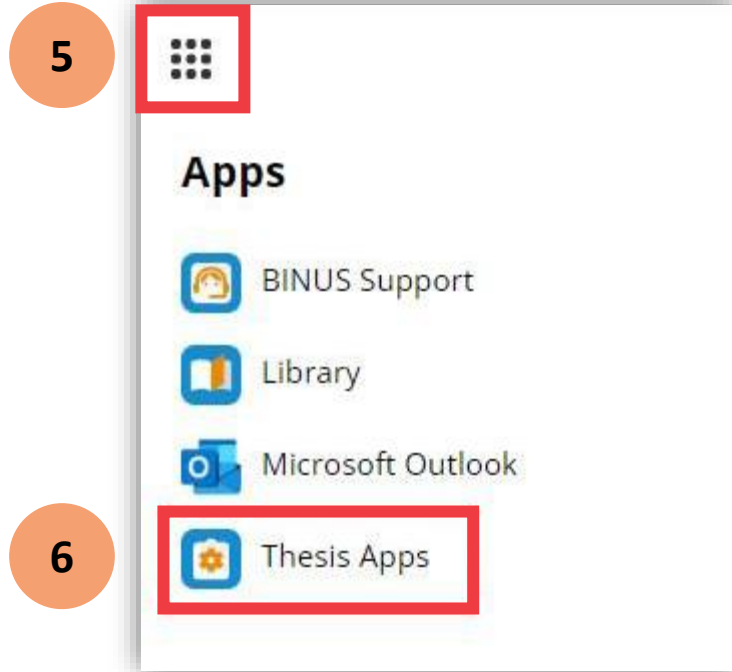 5
Apps
BINUS Support
Library
Microsoft Outlook
6
Thesis Apps